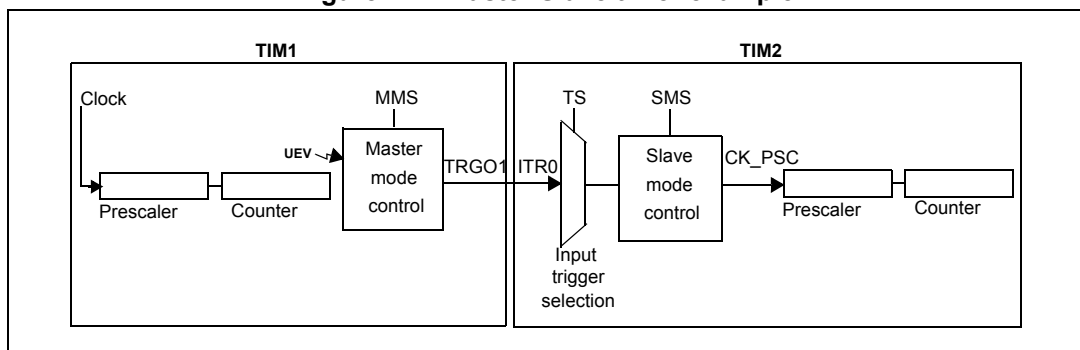 TIM1
TIM2
Clock
MMS
TS
SMS
UEV
Master
mode
control
TRGO1
ITR0
Slave
mode
control
CK_PSC
Prescaler
Counter
Prescaler
Counter
Input
trigger
selection